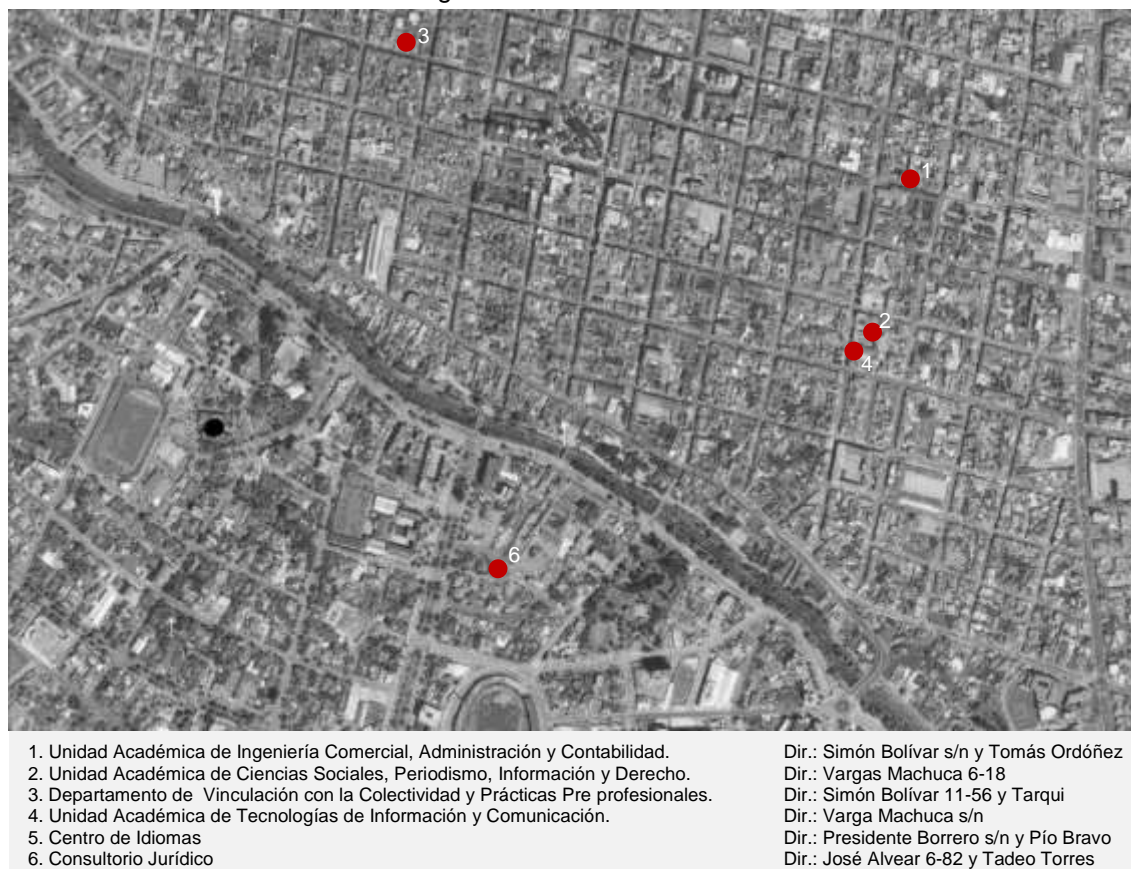 3
1
2
4
6
1. Unidad Académica de Ingeniería Comercial, Administración y Contabilidad. Dir.: Simón Bolívar s/n y Tomás Ordóñez
2. Unidad Académica de Ciencias Sociales, Periodismo, Información y Derecho. Dir.: Vargas Machuca 6-18
3. Departamento de Vinculación con la Colectividad y Prácticas Pre profesionales. Dir.: Simón Bolívar 11-56 y Tarqui
4. Unidad Académica de Tecnologías de Información y Comunicación. Dir.: Varga Machuca s/n
5. Centro de Idiomas Dir.: Presidente Borrero s/n y Pío Bravo
6. Consultorio Jurídico Dir.: José Alvear 6-82 y Tadeo Torres